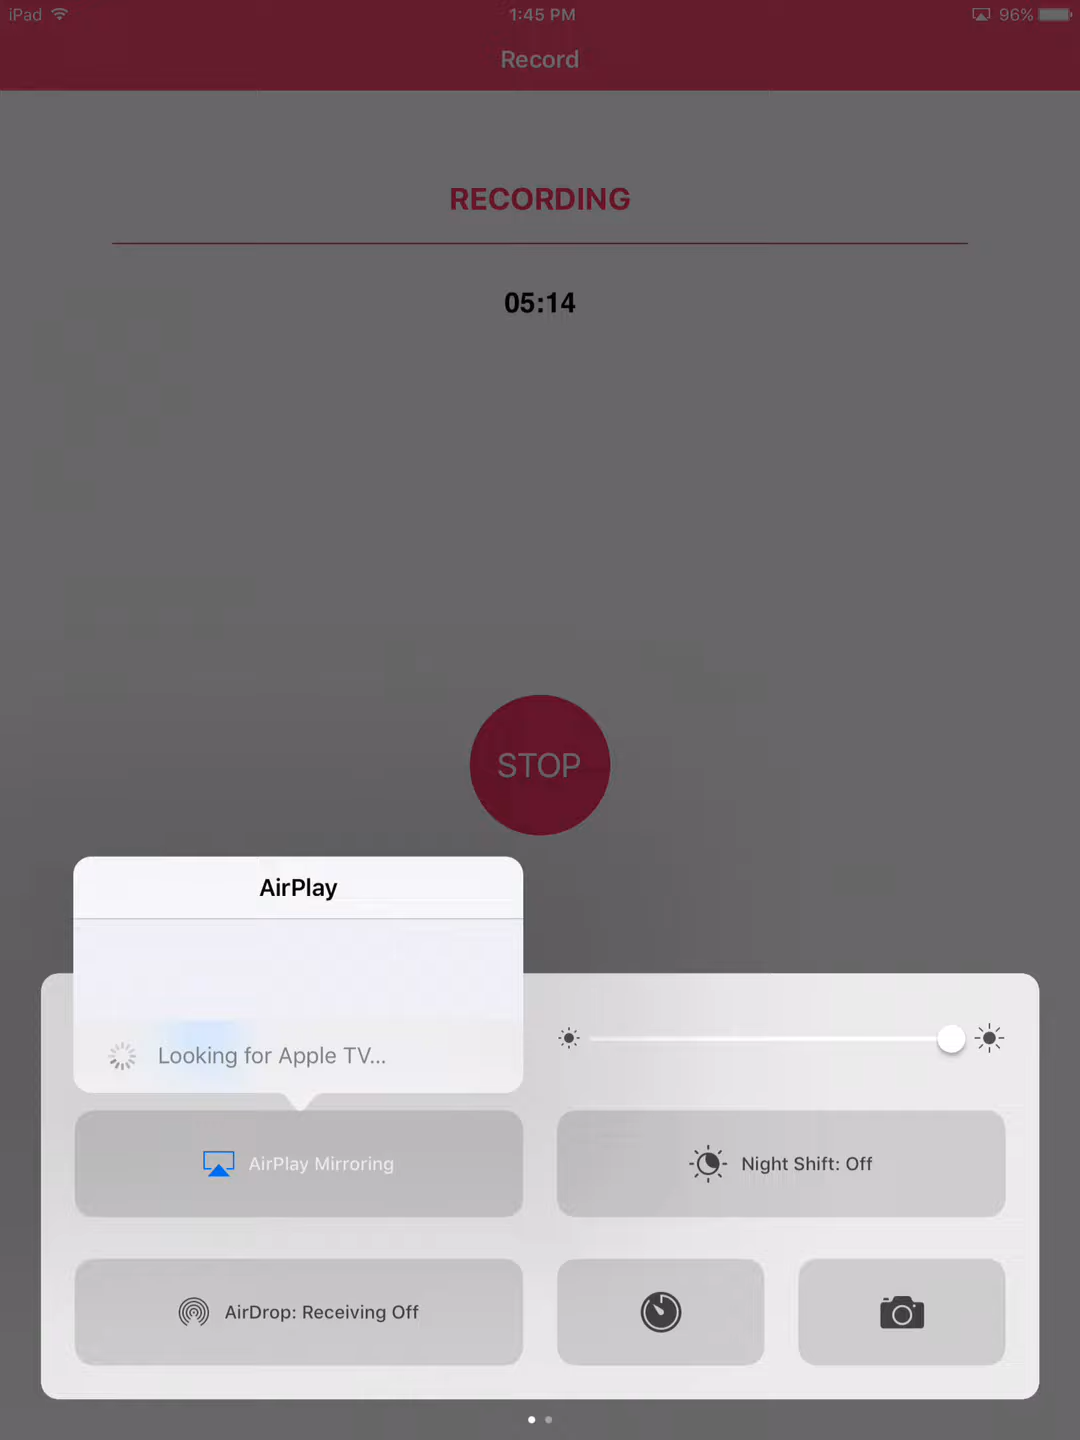 iPad
1:45 PM
96%
Record
RECORDING
05:14
STOP
AirPlay
Looking for Apple TV...
AirPlay Mirroring
Night Shift: Off
AirDrop: Receiving Off